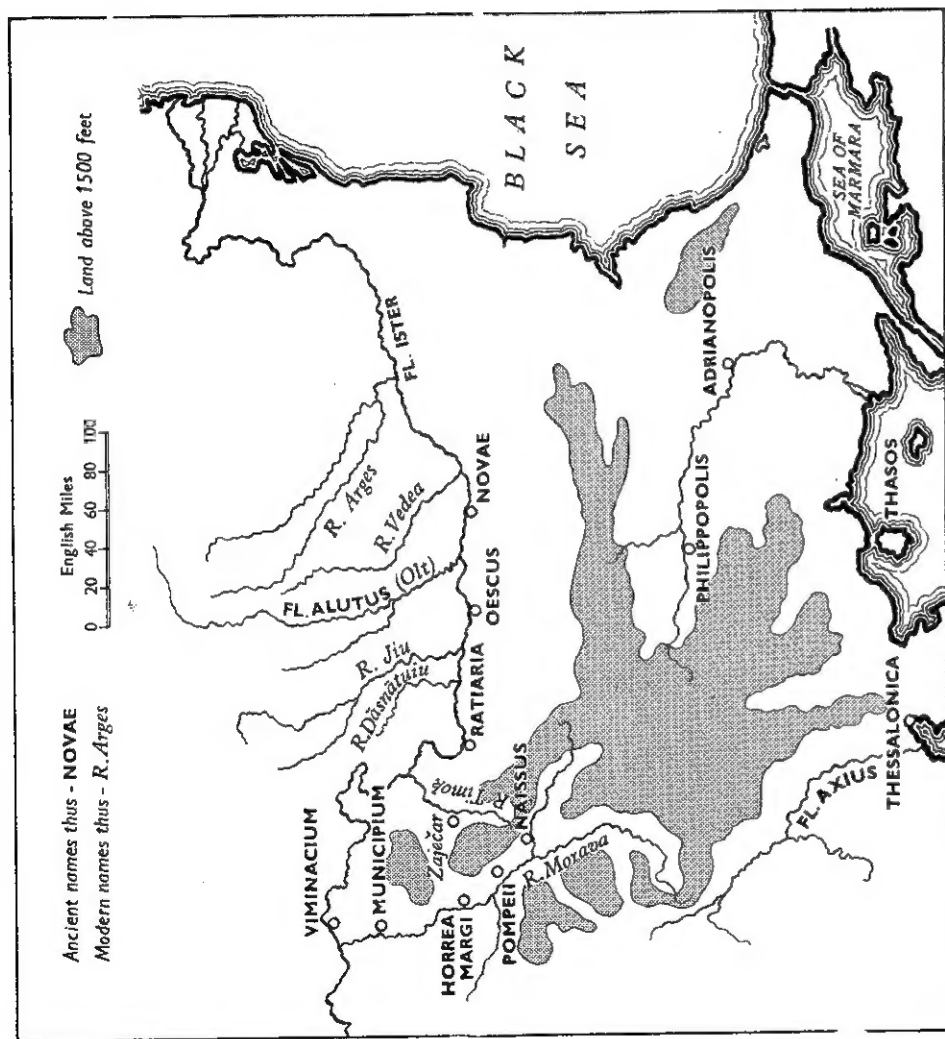 Ancient names thus - NOVAE
Modern names thus - R. Arges
English Miles
0 20 40 60 80 100
Land above 1500 feet
BLACK
SEA
VIMINACIUM
MUNICIPIUM
HORREA
MARGI
POMPEII
Zaječar
R. Timok
NAISSUS
R. Morava
RATIARIA
R. Dăsnătuiu
R. Jiu
FL. ALUTUS (Olt)
OESCUS
R. Vedea
R. Arges
NOVAE
FL. ISTER
PHILIPPOPOLIS
ADRIANOPOLIS
SEA OF
MARMARA
FL. AXIUS
THESSALONICA
THASOS